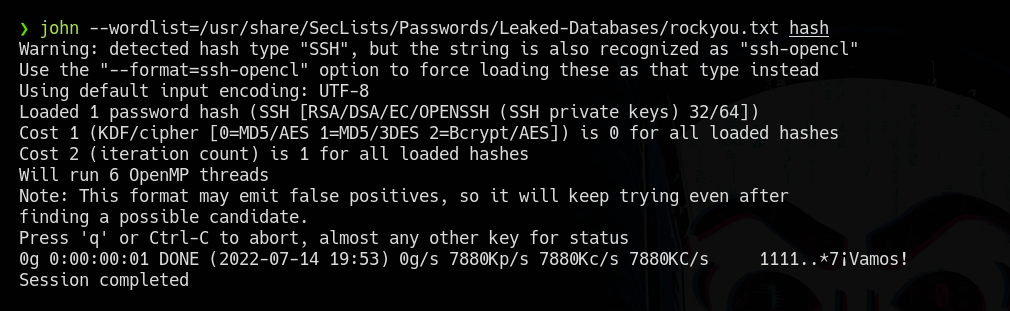 ❯ john --wordlist=/usr/share/SecLists/Passwords/Leaked-Databases/rockyou.txt hash
Warning: detected hash type "SSH", but the string is also recognized as "ssh-opencl"
Use the "--format=ssh-opencl" option to force loading these as that type instead
Using default input encoding: UTF-8
Loaded 1 password hash (SSH [RSA/DSA/EC/OPENSSH (SSH private keys) 32/64])
Cost 1 (KDF/cipher [0=MD5/AES 1=MD5/3DES 2=Bcrypt/AES]) is 0 for all loaded hashes
Cost 2 (iteration count) is 1 for all loaded hashes
Will run 6 OpenMP threads
Note: This format may emit false positives, so it will keep trying even after
finding a possible candidate.
Press 'q' or Ctrl-C to abort, almost any other key for status
0g 0:00:00:01 DONE (2022-07-14 19:53) 0g/s 7880Kp/s 7880Kc/s 7880KC/s     1111..*7¡Vamos!
Session completed